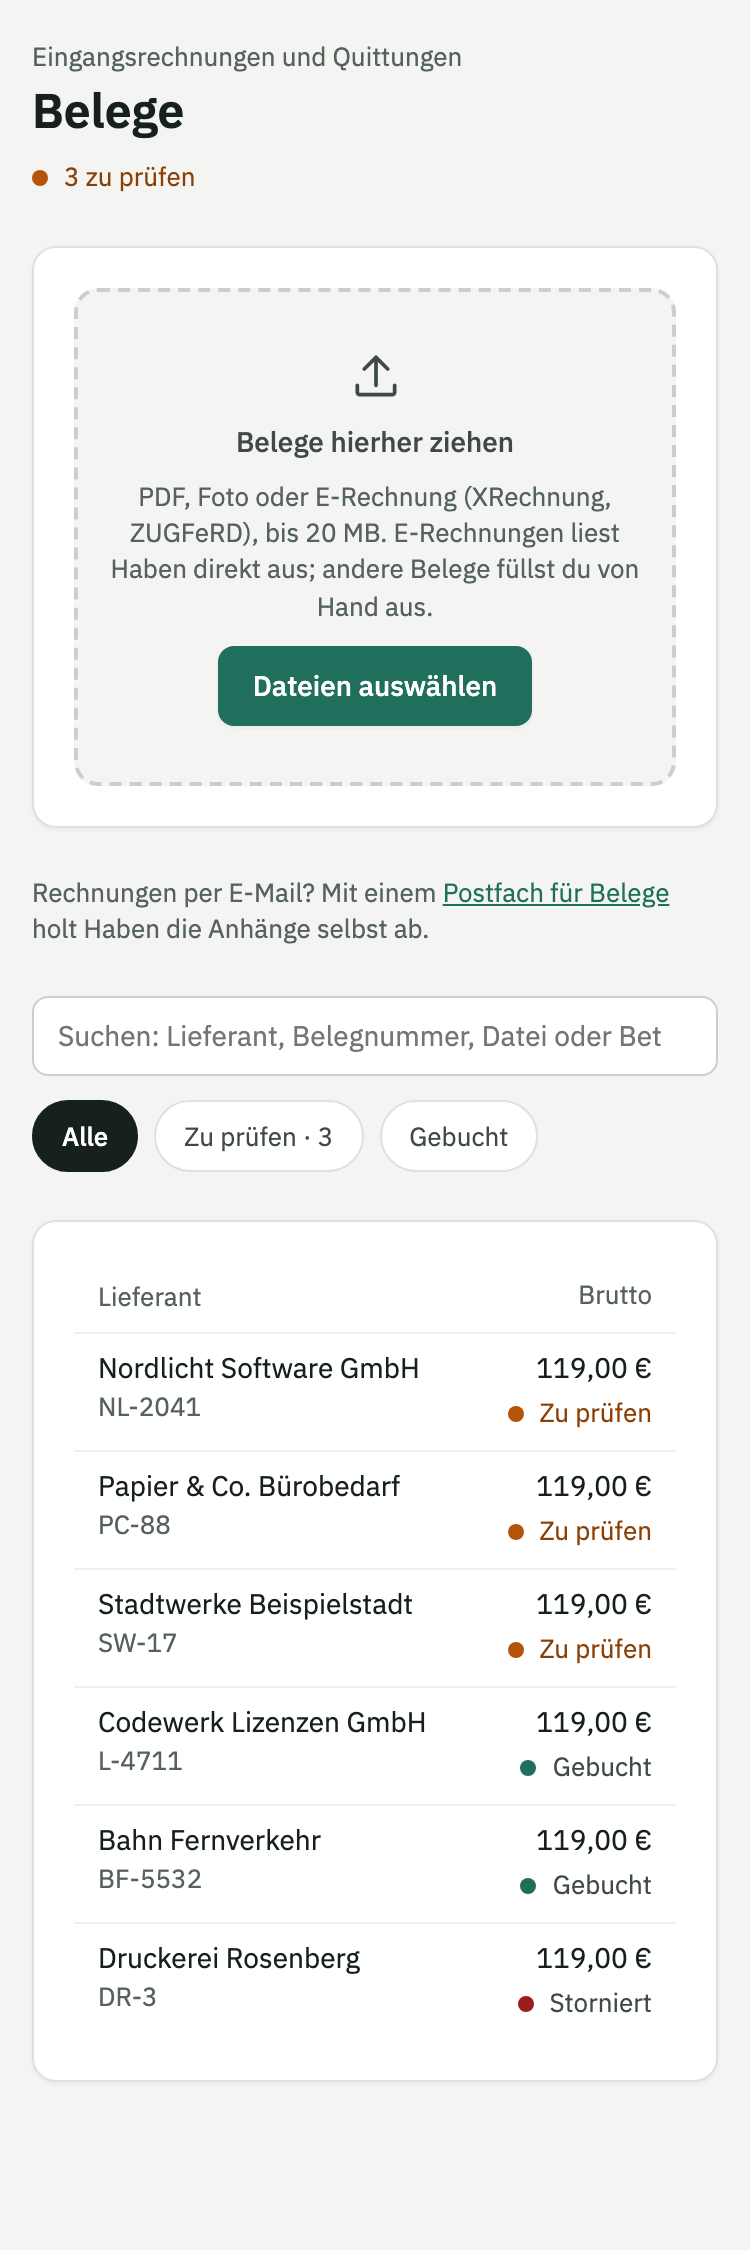 Eingangsrechnungen und Quittungen
Belege
3 zu prüfen
Belege hierher ziehen
PDF, Foto oder E-Rechnung (XRechnung,
ZUGFeRD), bis 20 MB. E-Rechnungen liest
Haben direkt aus; andere Belege füllst du von
Hand aus.
Dateien auswählen
Rechnungen per E-Mail? Mit einem Postfach für Belege
holt Haben die Anhänge selbst ab.
Suchen: Lieferant, Belegnummer, Datei oder Bet
Alle Zu prüfen · 3 Gebucht
Lieferant Brutto
Nordlicht Software GmbH 119,00 €
NL-2041 Zu prüfen
Papier & Co. Bürobedarf 119,00 €
PC-88 Zu prüfen
Stadtwerke Beispielstadt 119,00 €
SW-17 Zu prüfen
Codewerk Lizenzen GmbH 119,00 €
L-4711 Gebucht
Bahn Fernverkehr 119,00 €
BF-5532 Gebucht
Druckerei Rosenberg 119,00 €
DR-3 Storniert